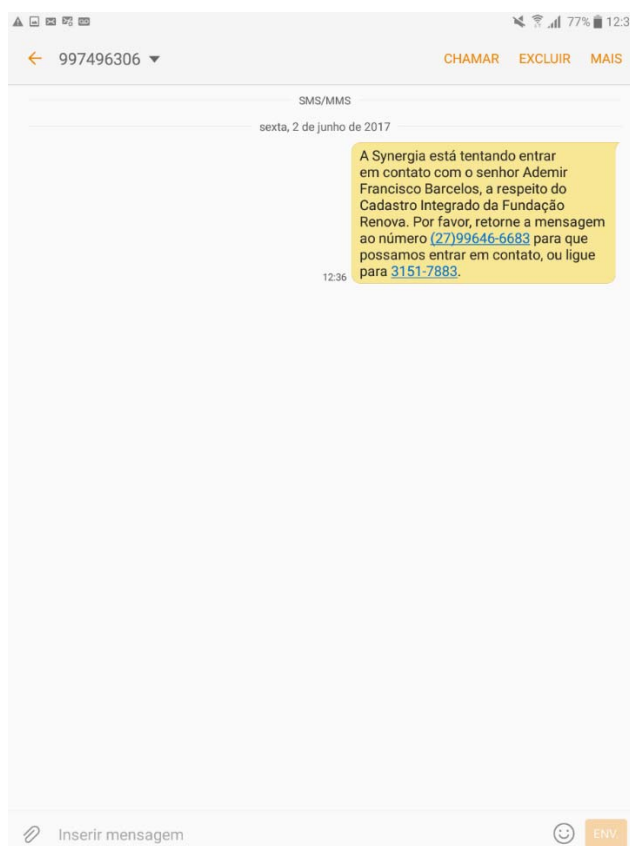 77% 12:3
997496306
CHAMAR EXCLUIR MAIS
SMS/MMS
sexta, 2 de junho de 2017
A Synergia está tentando entrar
em contato com o senhor Ademir
Francisco Barcelos, a respeito do
Cadastro Integrado da Fundação
Renova. Por favor, retorne a mensagem
ao número (27)99646-6683 para que
possamos entrar em contato, ou ligue
para 3151-7883.
12:36
Inserir mensagem
ENV.